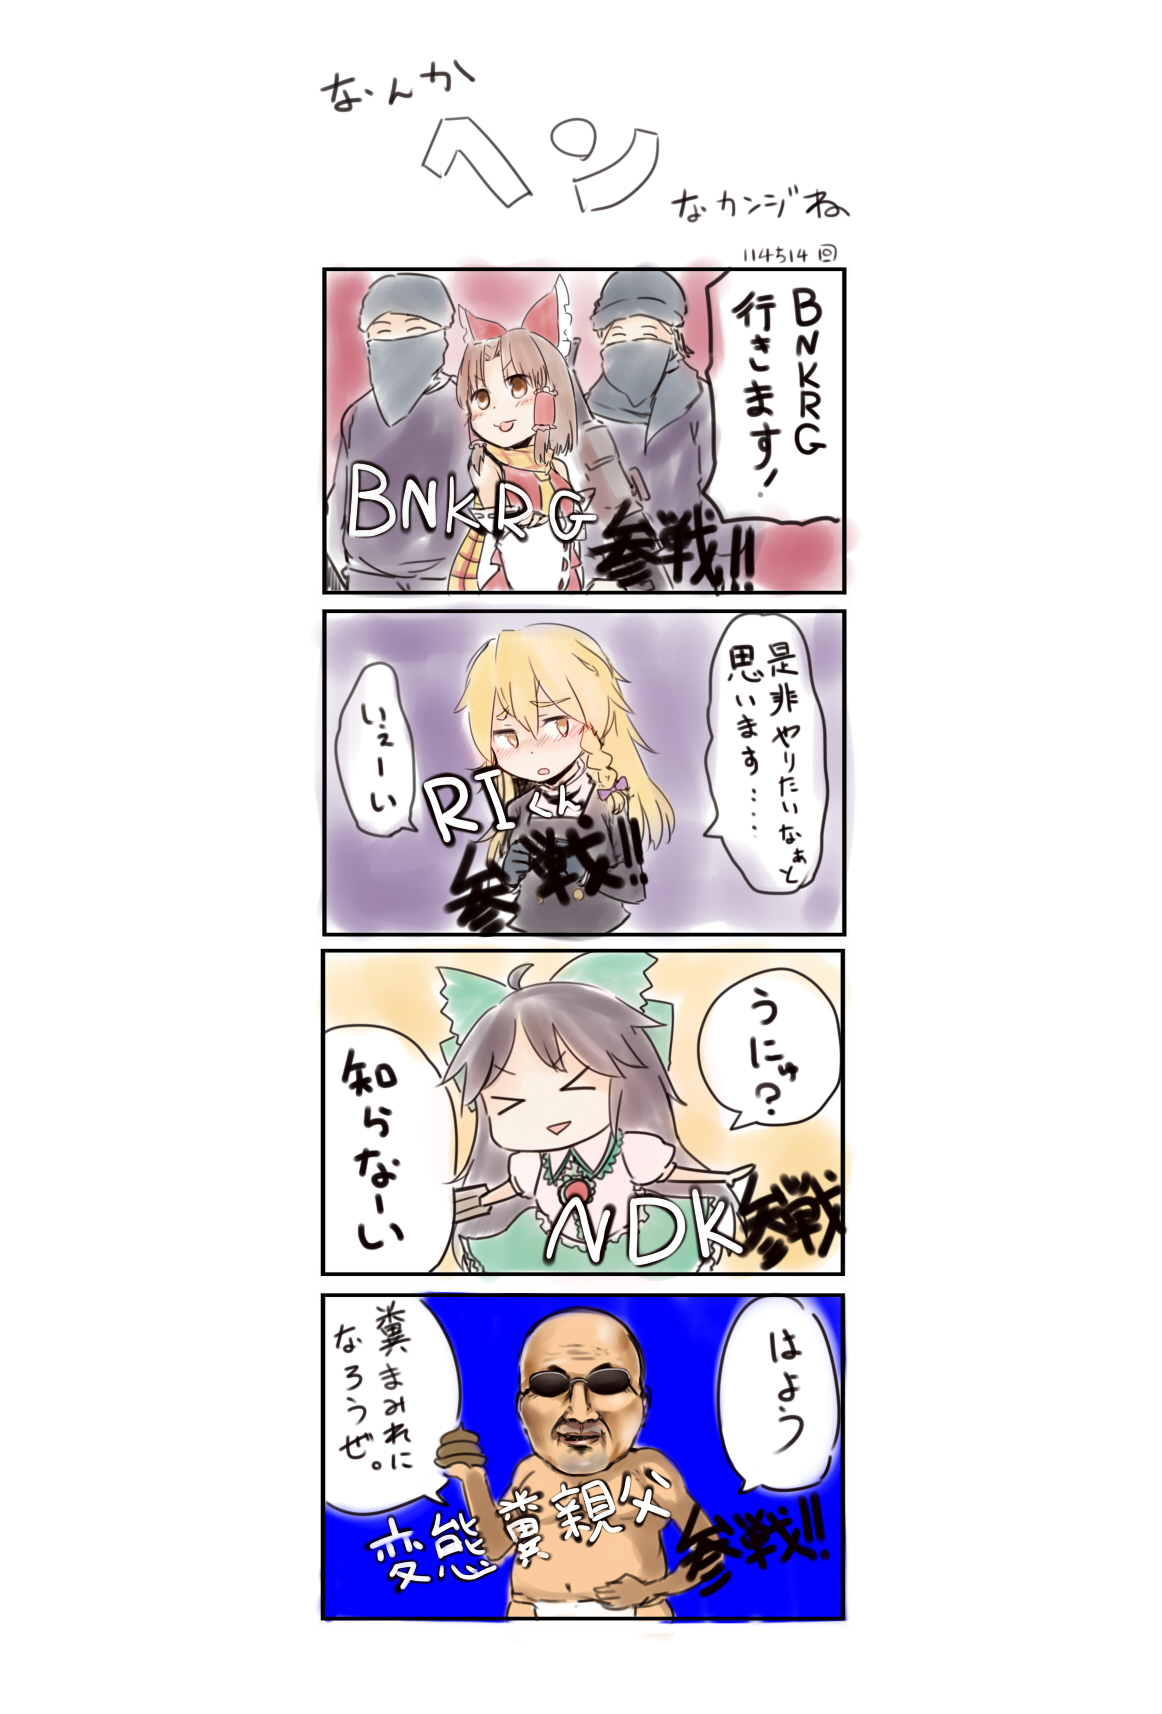 なんか
ヘン
なカンジね
114514回
BNKRG
行きます!
BNKRG
参戦!!
是非やりたいなぁと
思います……
いぇーい
RIくん
参戦!!
うにゅ?
知らなーい
NDK
参戦
はよう
糞まみれに
なろうぜ。
変態糞親父
参戦!!